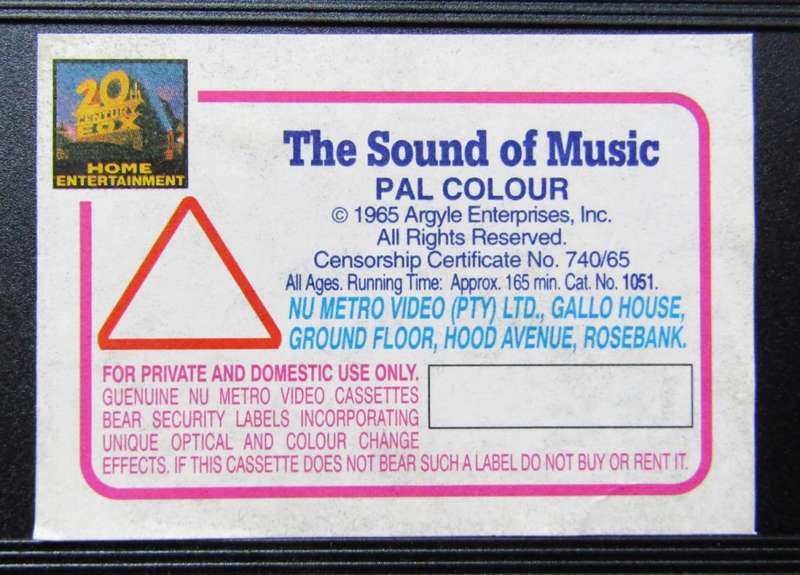 20th
CENTURY
FOX
HOME
ENTERTAINMENT
The Sound of Music
PAL COLOUR
© 1965 Argyle Enterprises, Inc.
All Rights Reserved.
Censorship Certificate No. 740/65
All Ages. Running Time: Approx. 165 min. Cat. No. 1051.
NU METRO VIDEO (PTY) LTD., GALLO HOUSE,
GROUND FLOOR, HOOD AVENUE, ROSEBANK.
FOR PRIVATE AND DOMESTIC USE ONLY.
GUENUINE NU METRO VIDEO CASSETTES
BEAR SECURITY LABELS INCORPORATING
UNIQUE OPTICAL AND COLOUR CHANGE
EFFECTS. IF THIS CASSETTE DOES NOT BEAR SUCH A LABEL DO NOT BUY OR RENT IT.